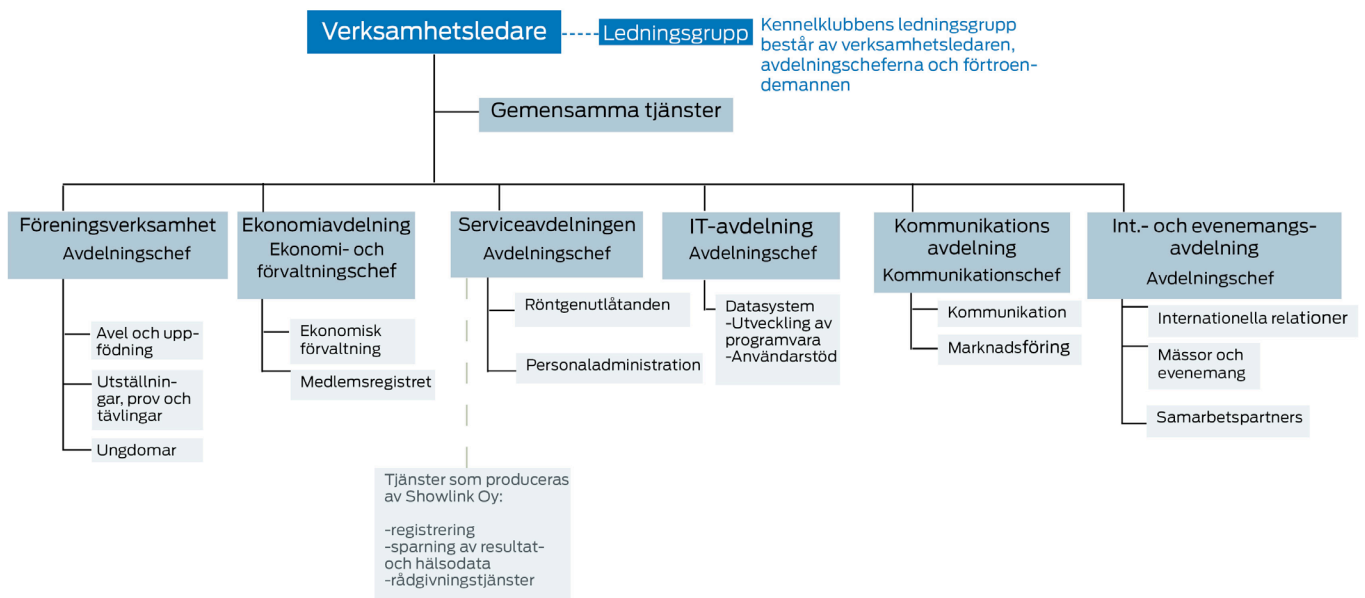 Verksamhetsledare
Ledningsgrupp
Kennelklubbens ledningsgrupp
består av verksamhetsledaren,
avdelningscheferna och förtroen-
demannen
Gemensamma tjänster
Föreningsverksamhet
Avdelningschef
Avel och upp-
födning
Utställnin-
gar, prov och
tävlingar
Ungdomar
Ekonomiavdelning
Ekonomi- och
förvaltningschef
Ekonomisk
förvaltning
Medlemsregistret
Serviceavdelningen
Avdelningschef
Röntgenutlåtanden
Personaladministration
Tjänster som produceras
av Showlink Oy:
-registrering
-sparning av resultat-
och hälsodata
-rådgivningstjänster
IT-avdelning
Avdelningschef
Datasystem
-Utveckling av
programvara
-Användarstöd
Kommunikations
avdelning
Kommunikationschef
Kommunikation
Marknadsföring
Int.- och evenemangs-
avdelning
Avdelningschef
Internationella relationer
Mässor och
evenemang
Samarbetspartners